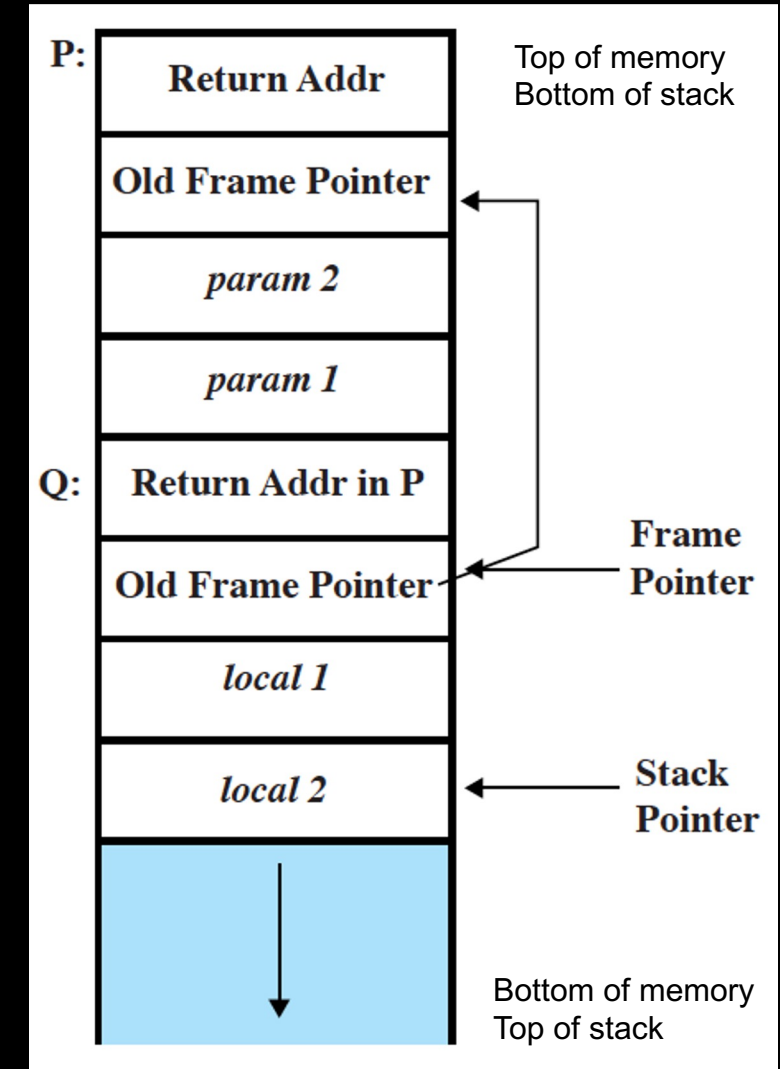 P:
Return Addr
Top of memory
Bottom of stack
Old Frame Pointer
param 2
param 1
Q:
Return Addr in P
Old Frame Pointer
Frame
Pointer
local 1
local 2
Stack
Pointer
Bottom of memory
Top of stack